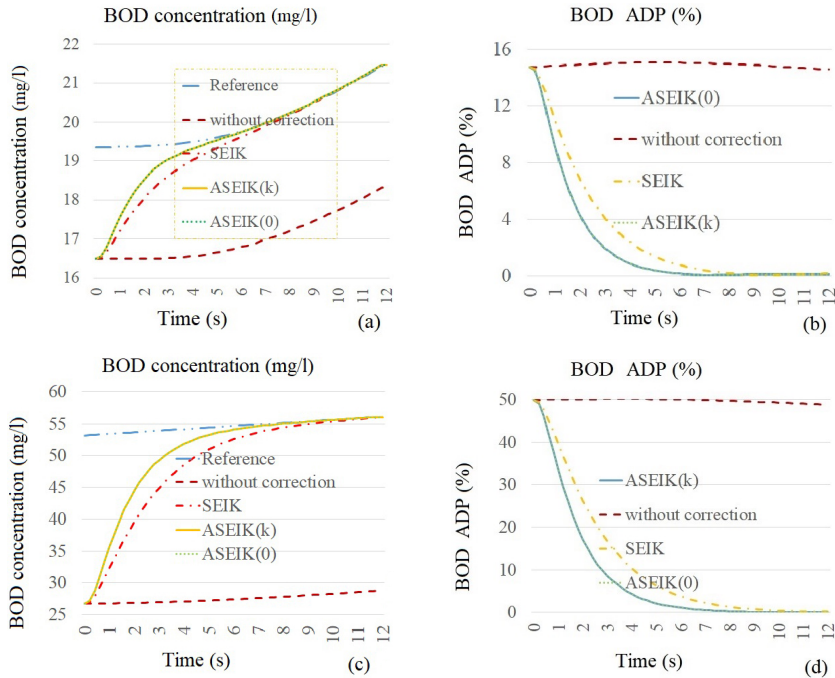 BOD concentration (mg/l)
BOD concentration (mg/l)
22
21
20
19
18
17
16
Reference
without correction
SEIK
ASEIK(k)
ASEIK(0)
0 1 2 3 4 5 6 7 8 9 10 11 12
Time (s)
(a)
BOD ADP (%)
BOD ADP (%)
16
12
8
4
0
ASEIK(0)
without correction
SEIK
ASEIK(k)
0 1 2 3 4 5 6 7 8 9 10 11 12
Time (s)
(b)
BOD concentration (mg/l)
BOD concentration (mg/l)
60
55
50
45
40
35
30
25
Reference
without correction
SEIK
ASEIK(k)
ASEIK(0)
0 1 2 3 4 5 6 7 8 9 10 11 12
Time (s)
(c)
BOD ADP (%)
BOD ADP (%)
50
40
30
20
10
0
ASEIK(k)
without correction
SEIK
ASEIK(0)
0 1 2 3 4 5 6 7 8 9 10 11 12
Time (s)
(d)